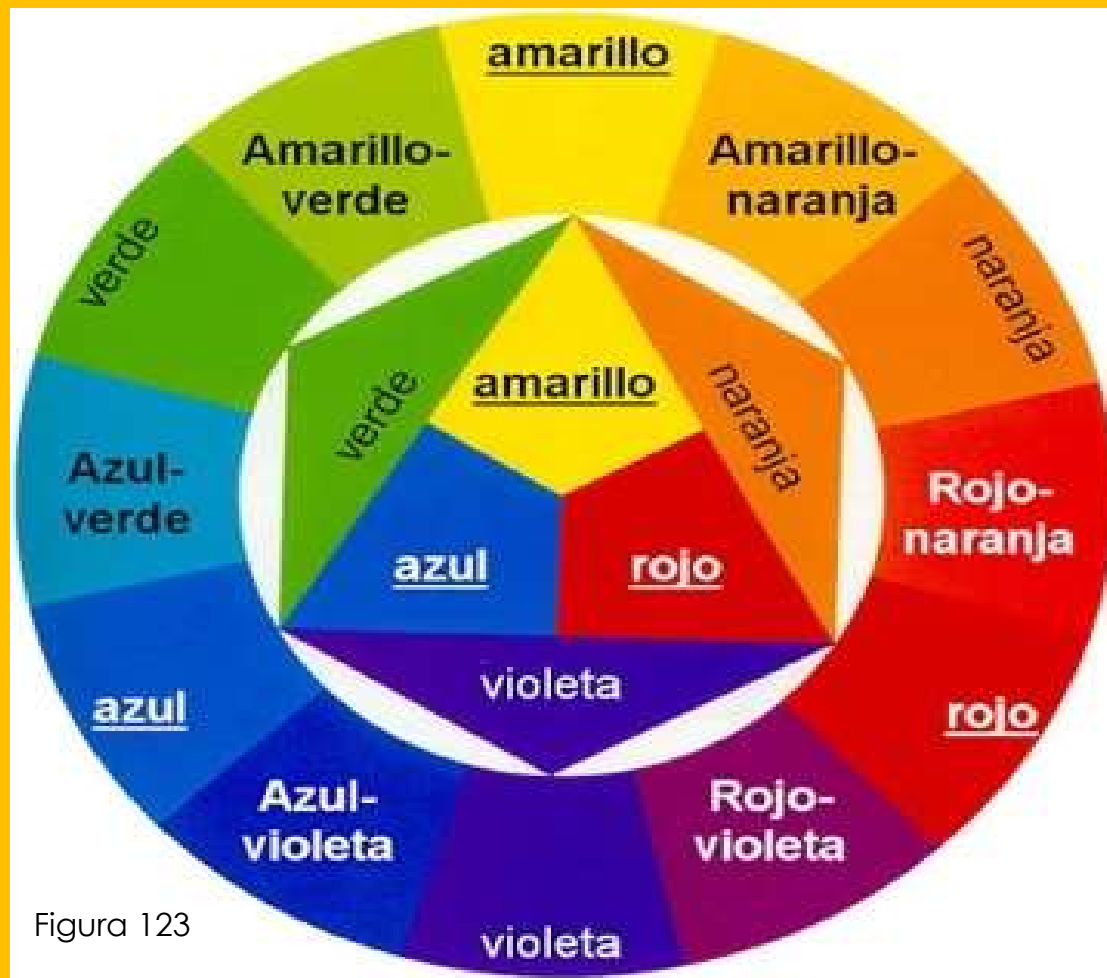 amarillo
Amarillo-
verde
Amarillo-
naranja
verde
naranja
amarillo
verde
naranja
Azul-
verde
Rojo-
naranja
azul
rojo
azul
violeta
rojo
Azul-
violeta
Rojo-
violeta
violeta
Figura 123